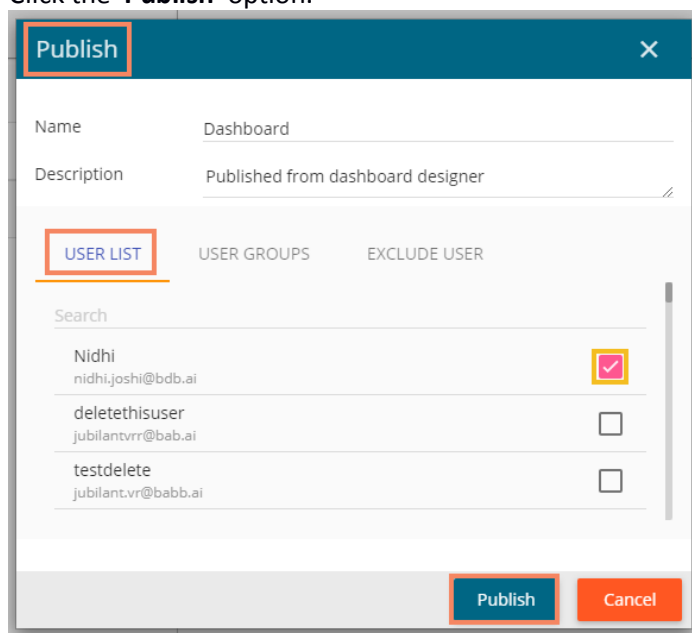 Click the 'Publish' option.
Publish
Name Dashboard
Description Published from dashboard designer
USER LIST USER GROUPS EXCLUDE USER
Search
Nidhi
nidhi.joshi@bdb.ai
deletethisuser
jubilantvrr@bab.ai
testdelete
jubilant.vr@babb.ai
Publish Cancel